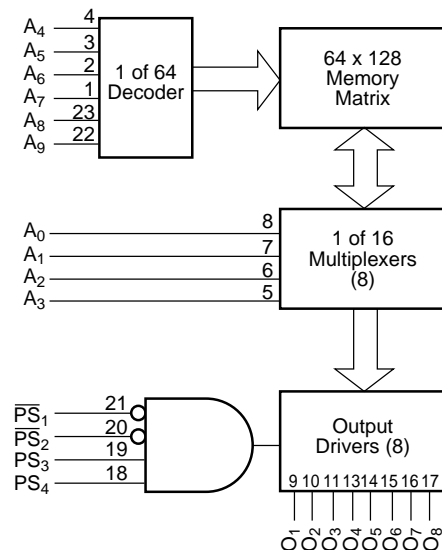 A4 4
A5 3
A6 2
A7 1
A8 23
A9 22
1 of 64
Decoder
64 x 128
Memory
Matrix
A0 8
A1 7
A2 6
A3 5
1 of 16
Multiplexers
(8)
P̅S̅1 21
P̅S̅2 20
PS3 19
PS4 18
Output
Drivers (8)
9 10 11 13 14 15 16 17
O1 O2 O3 O4 O5 O6 O7 O8